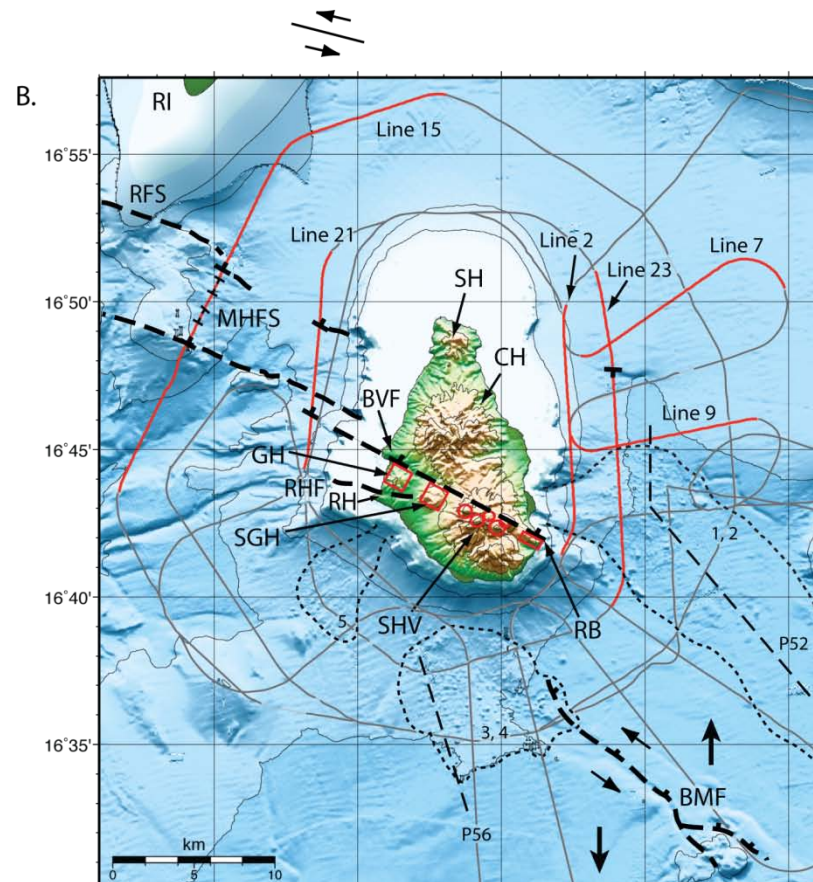 B.
RI
Line 15
16°55'
RFS
Line 21
Line 2
Line 7
Line 23
16°50'
SH
MHFS
CH
BVF
Line 9
16°45'
GH
RHF
RH
SGH
1, 2
16°40'
5
SHV
RB
P52
3, 4
16°35'
BMF
P56
km
0 5 10